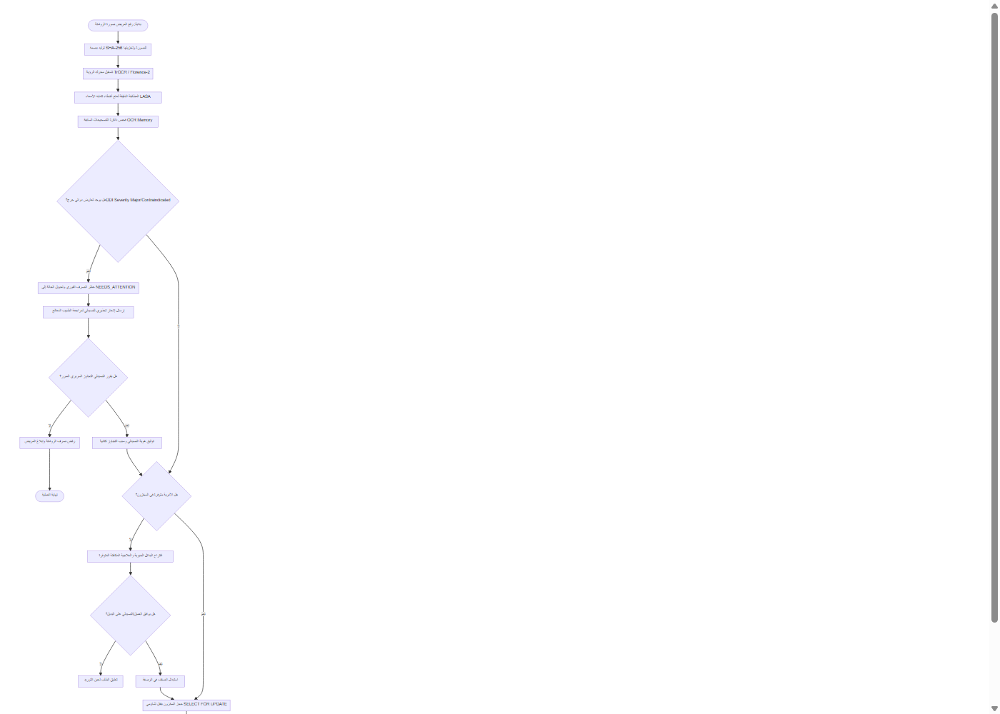 بداية: رفع المريض صورة الروشتة
توليد بصمة SHA-256 للصورة وتخزينها
تشغيل محرك الرؤية TrOCR / Florence-2
المطابقة الدقيقة لمنع أخطاء تشابه الأسماء LASA
فحص ذاكرة التصحيحات السابقة OCR Memory
هل يوجد تعارض دوائي حرج؟ DDI Severity Major/Contraindicated
نعم
حظر الصرف الفوري وتحويل الحالة إلى NEEDS_ATTENTION
إرسال إشعار تحذيري للصيدلي لمراجعة الطبيب المعالج
لا
هل يقرر الصيدلي التجاوز السريري المبرر؟
لا
نعم
رفض صرف الروشتة وإبلاغ المريض
توثيق هوية الصيدلي وسبب التجاوز كتابيا
نهاية العملية
هل الأدوية متوفرة في المخزون؟
لا
اقتراح البدائل الجنيسة والعلاجية المكافئة المتوفرة
هل يوافق العميل/الصيدلي على البديل؟
نعم
لا
نعم
تعليق الطلب لحين التوريد
استبدال الصنف في الوصفة
حجز المخزون بقفل تشاؤمي SELECT FOR UPDATE